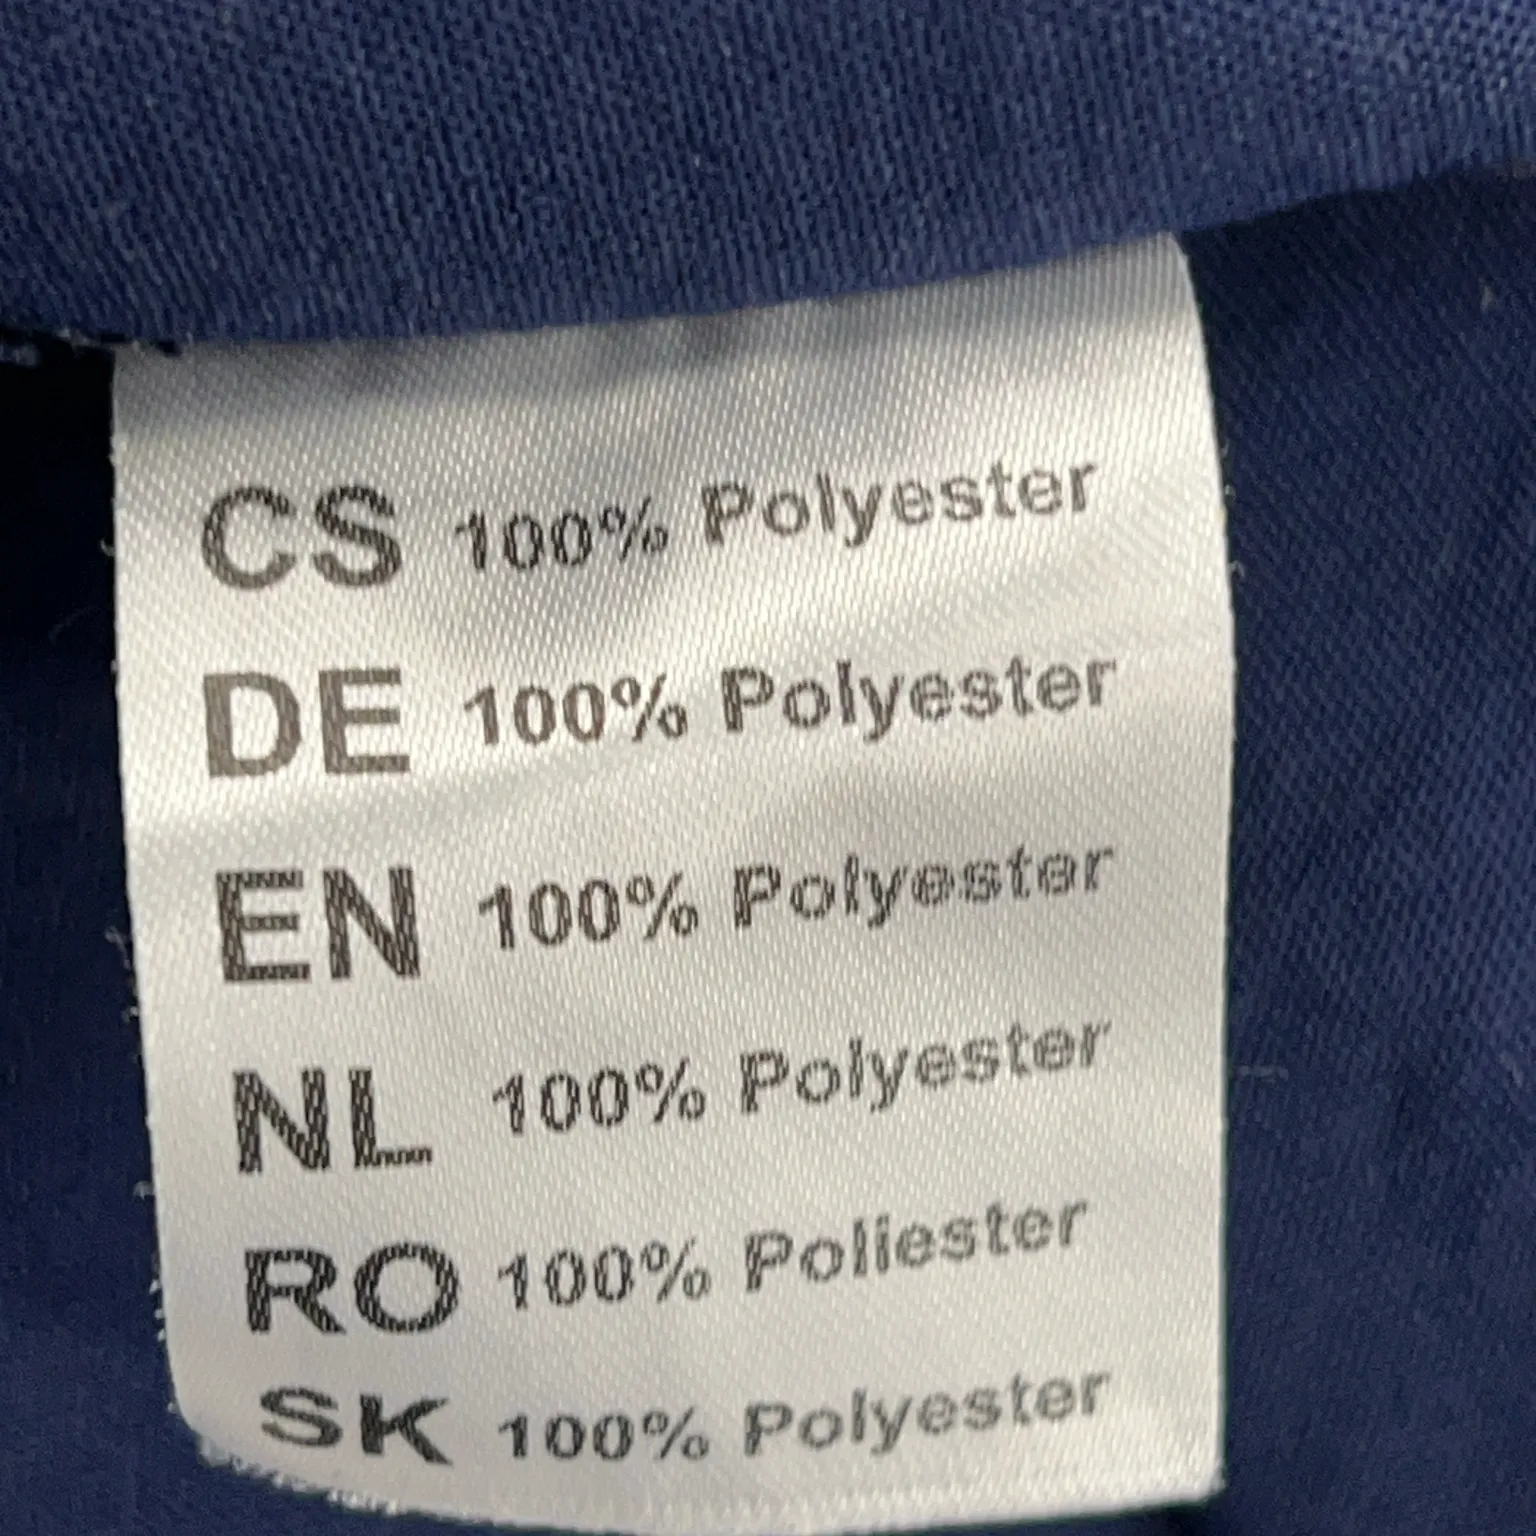 CS 100% Polyester
DE 100% Polyester
EN 100% Polyester
NL 100% Polyester
RO 100% Poliester
SK 100% Polyester